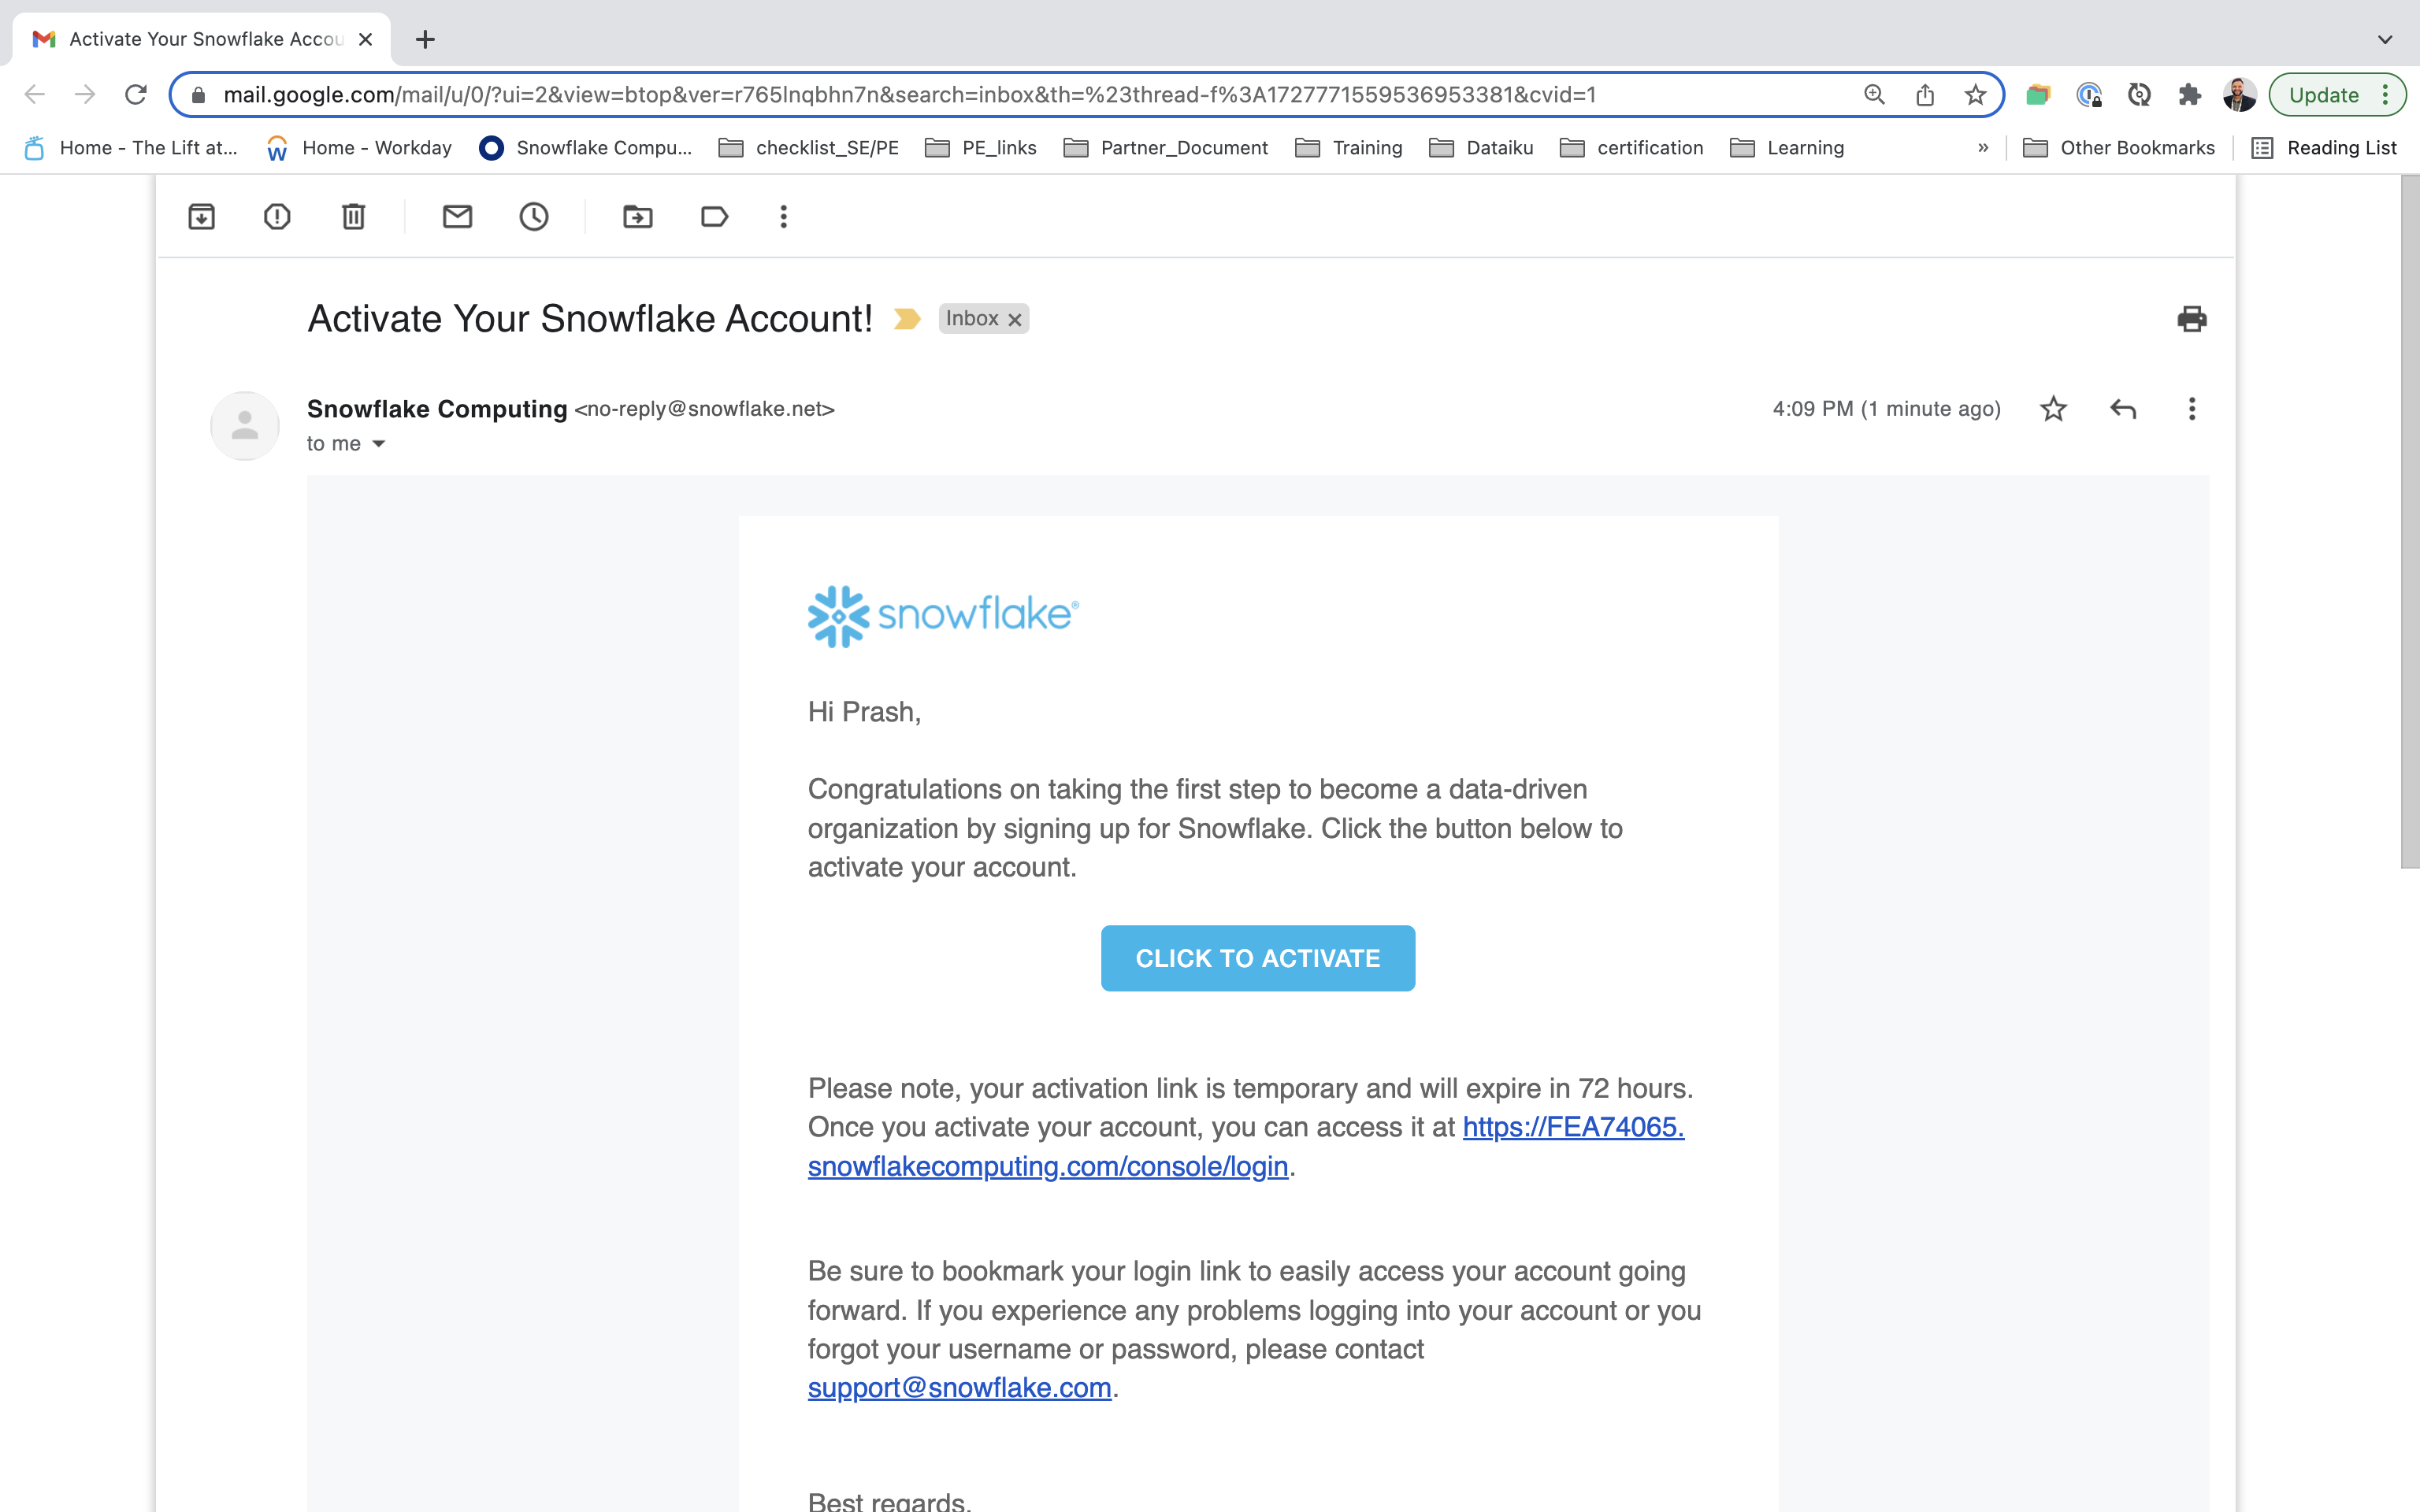 Activate Your Snowflake Accou
mail.google.com/mail/u/0/?ui=2&view=btop&ver=r765lnqbhn7n&search=inbox&th=%23thread-f%3A1727771559536953381&cvid=1
Update
Home - The Lift at...
Home - Workday
Snowflake Compu...
checklist_SE/PE
PE_links
Partner_Document
Training
Dataiku
certification
Learning
»
Other Bookmarks
Reading List
Activate Your Snowflake Account!
Inbox
Snowflake Computing <no-reply@snowflake.net>
4:09 PM (1 minute ago)
to me
snowflake®
Hi Prash,
Congratulations on taking the first step to become a data-driven
organization by signing up for Snowflake. Click the button below to
activate your account.
CLICK TO ACTIVATE
Please note, your activation link is temporary and will expire in 72 hours.
Once you activate your account, you can access it at https://FEA74065.
snowflakecomputing.com/console/login.
Be sure to bookmark your login link to easily access your account going
forward. If you experience any problems logging into your account or you
forgot your username or password, please contact
support@snowflake.com.
Best regards,